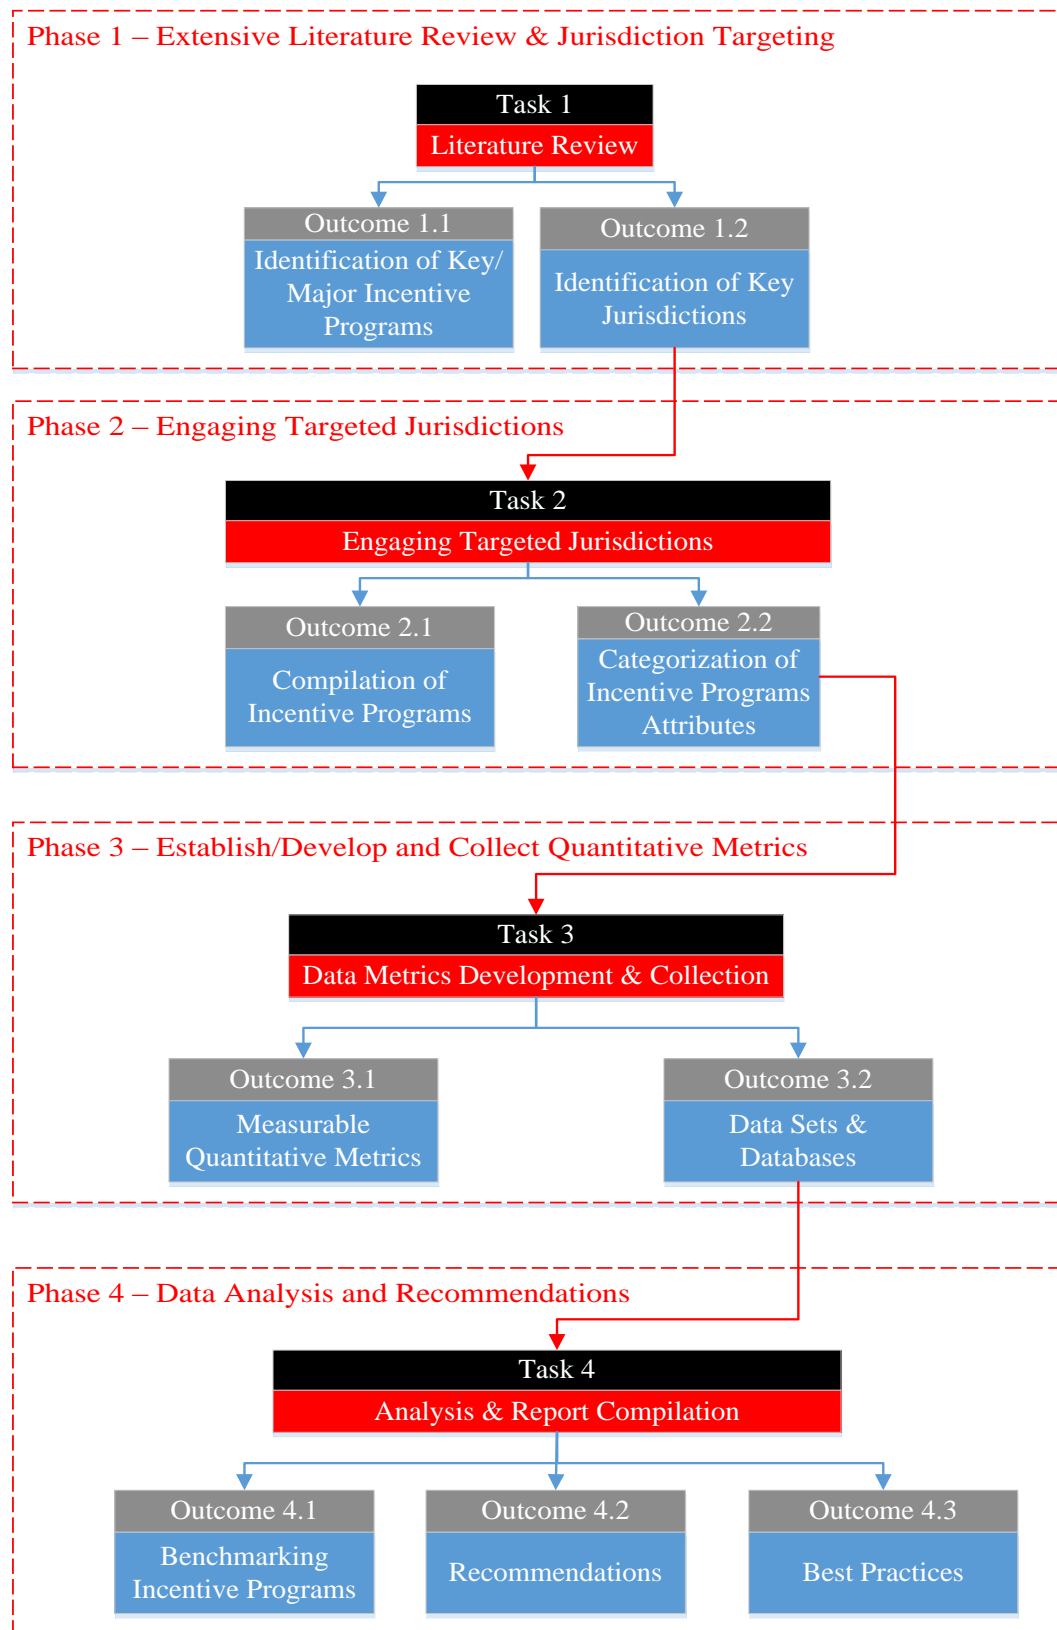 Phase 1 – Extensive Literature Review & Jurisdiction Targeting
Task 1
Literature Review
Outcome 1.1
Identification of Key/
Major Incentive
Programs
Outcome 1.2
Identification of Key
Jurisdictions
Phase 2 – Engaging Targeted Jurisdictions
Task 2
Engaging Targeted Jurisdictions
Outcome 2.1
Compilation of
Incentive Programs
Outcome 2.2
Categorization of
Incentive Programs
Attributes
Phase 3 – Establish/Develop and Collect Quantitative Metrics
Task 3
Data Metrics Development & Collection
Outcome 3.1
Measurable
Quantitative Metrics
Outcome 3.2
Data Sets &
Databases
Phase 4 – Data Analysis and Recommendations
Task 4
Analysis & Report Compilation
Outcome 4.1
Benchmarking
Incentive Programs
Outcome 4.2
Recommendations
Outcome 4.3
Best Practices